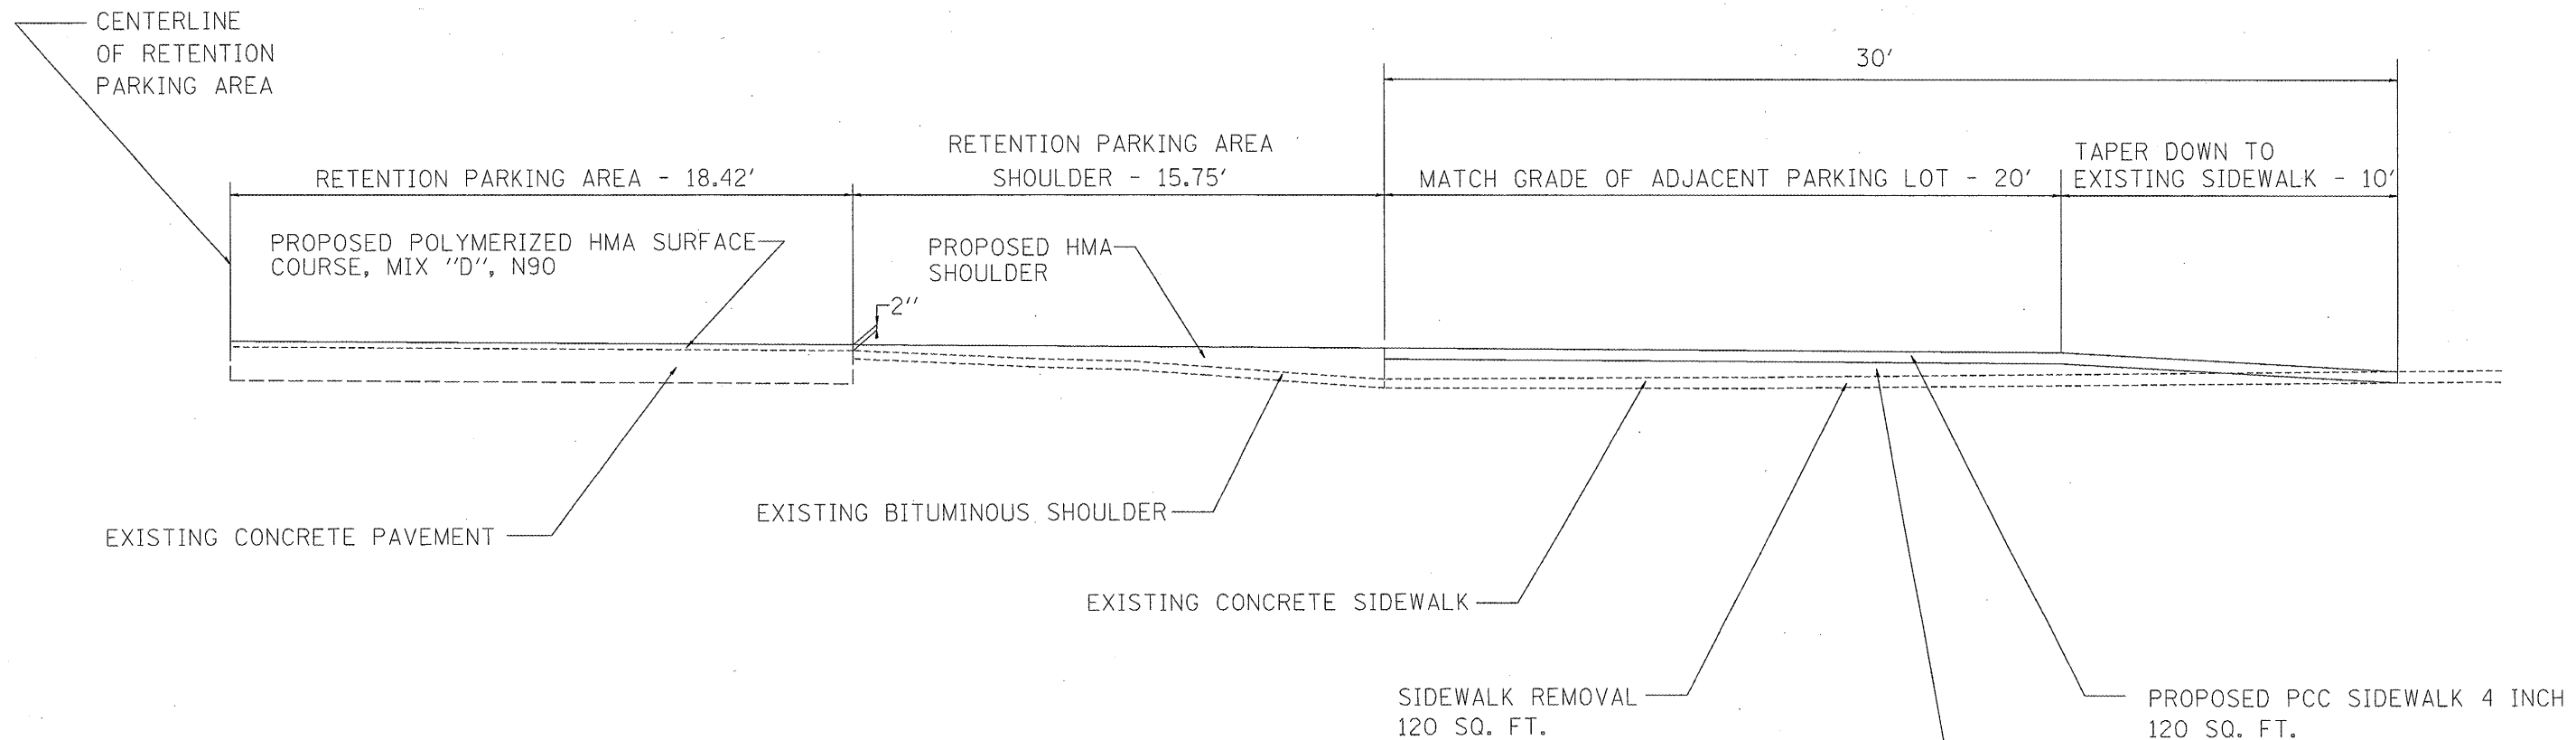 CENTERLINE
OF RETENTION
PARKING AREA
30'
RETENTION PARKING AREA
SHOULDER - 15.75'
RETENTION PARKING AREA - 18.42'
MATCH GRADE OF ADJACENT PARKING LOT - 20'
TAPER DOWN TO
EXISTING SIDEWALK - 10'
PROPOSED POLYMERIZED HMA SURFACE
COURSE, MIX "D", N90
PROPOSED HMA
SHOULDER
2"
EXISTING CONCRETE PAVEMENT
EXISTING BITUMINOUS SHOULDER
EXISTING CONCRETE SIDEWALK
SIDEWALK REMOVAL
120 SQ. FT.
PROPOSED PCC SIDEWALK 4 INCH
120 SQ. FT.